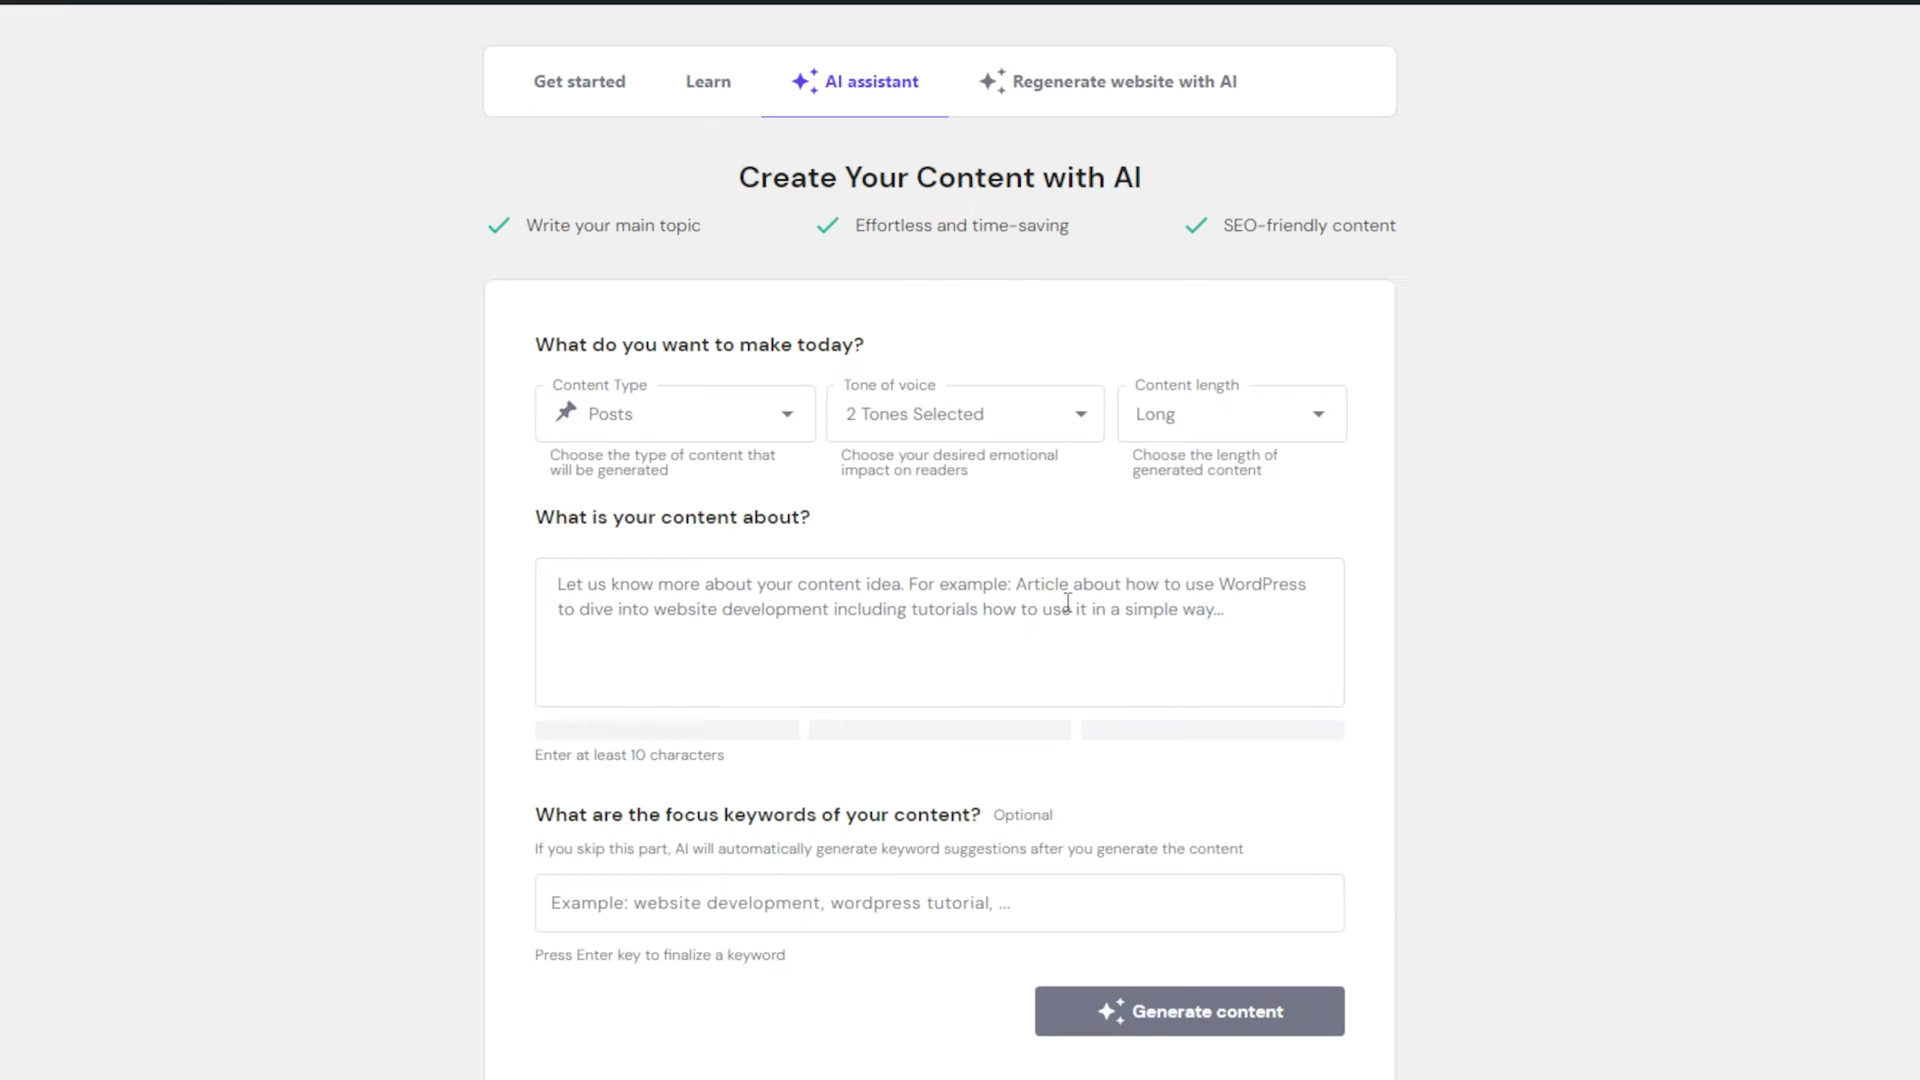 Get started
Learn
AI assistant
Regenerate website with AI
Create Your Content with AI
Write your main topic
Effortless and time-saving
SEO-friendly content
What do you want to make today?
Content Type
Posts
Choose the type of content that
will be generated
Tone of voice
2 Tones Selected
Choose your desired emotional
impact on readers
Content length
Long
Choose the length of
generated content
What is your content about?
Let us know more about your content idea. For example: Article about how to use WordPress
to dive into website development including tutorials how to use it in a simple way...
Enter at least 10 characters
What are the focus keywords of your content? Optional
If you skip this part, AI will automatically generate keyword suggestions after you generate the content
Example: website development, wordpress tutorial, ...
Press Enter key to finalize a keyword
Generate content